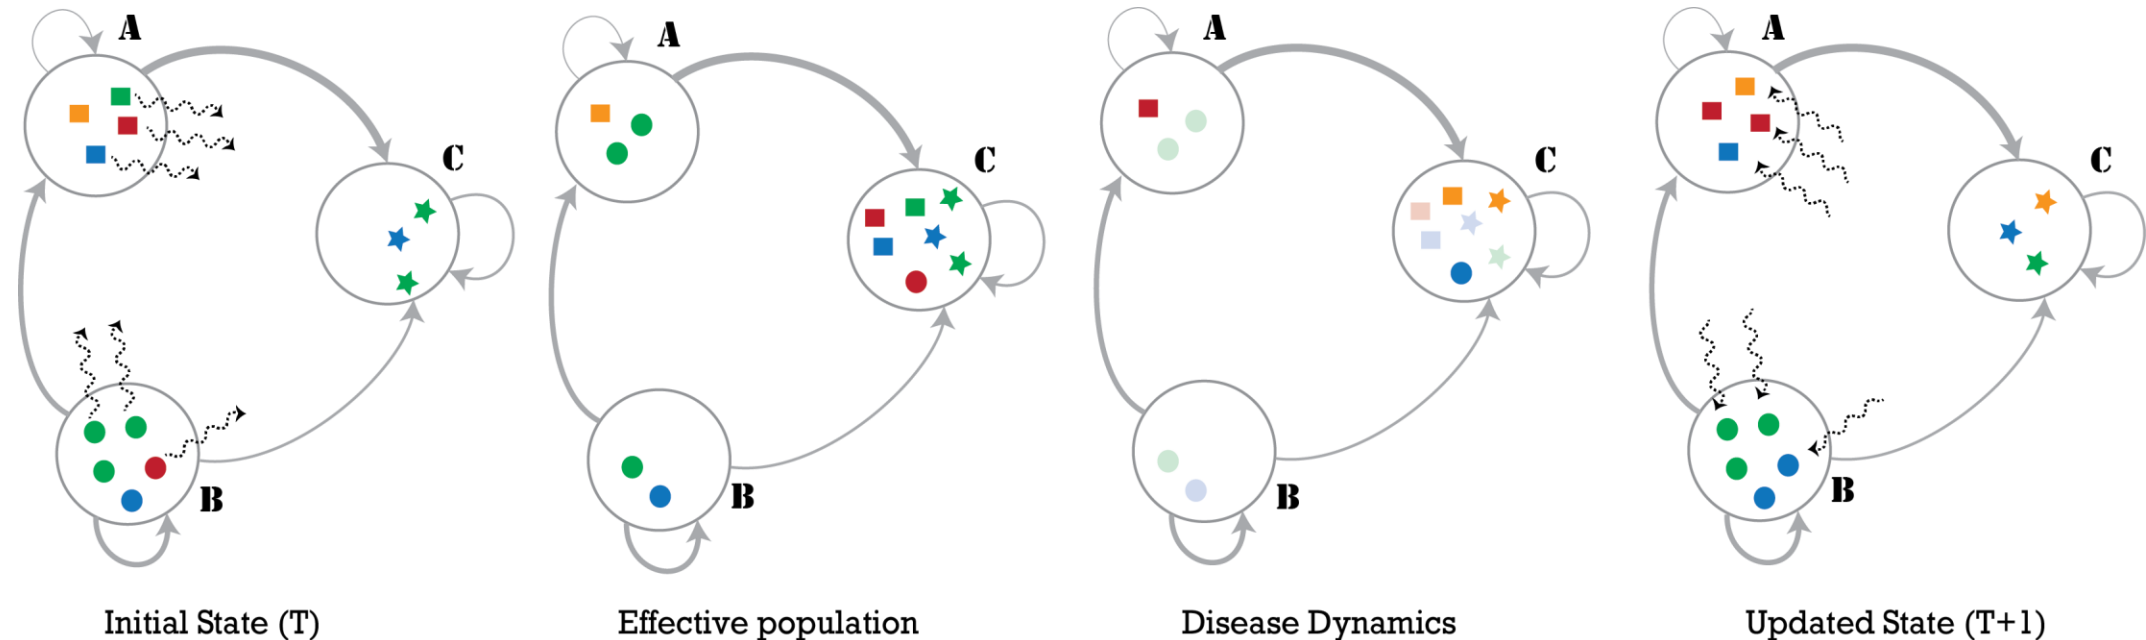 A
C
B
Initial State (T)
A
C
B
Effective population
A
C
B
Disease Dynamics
A
C
B
Updated State (T+1)